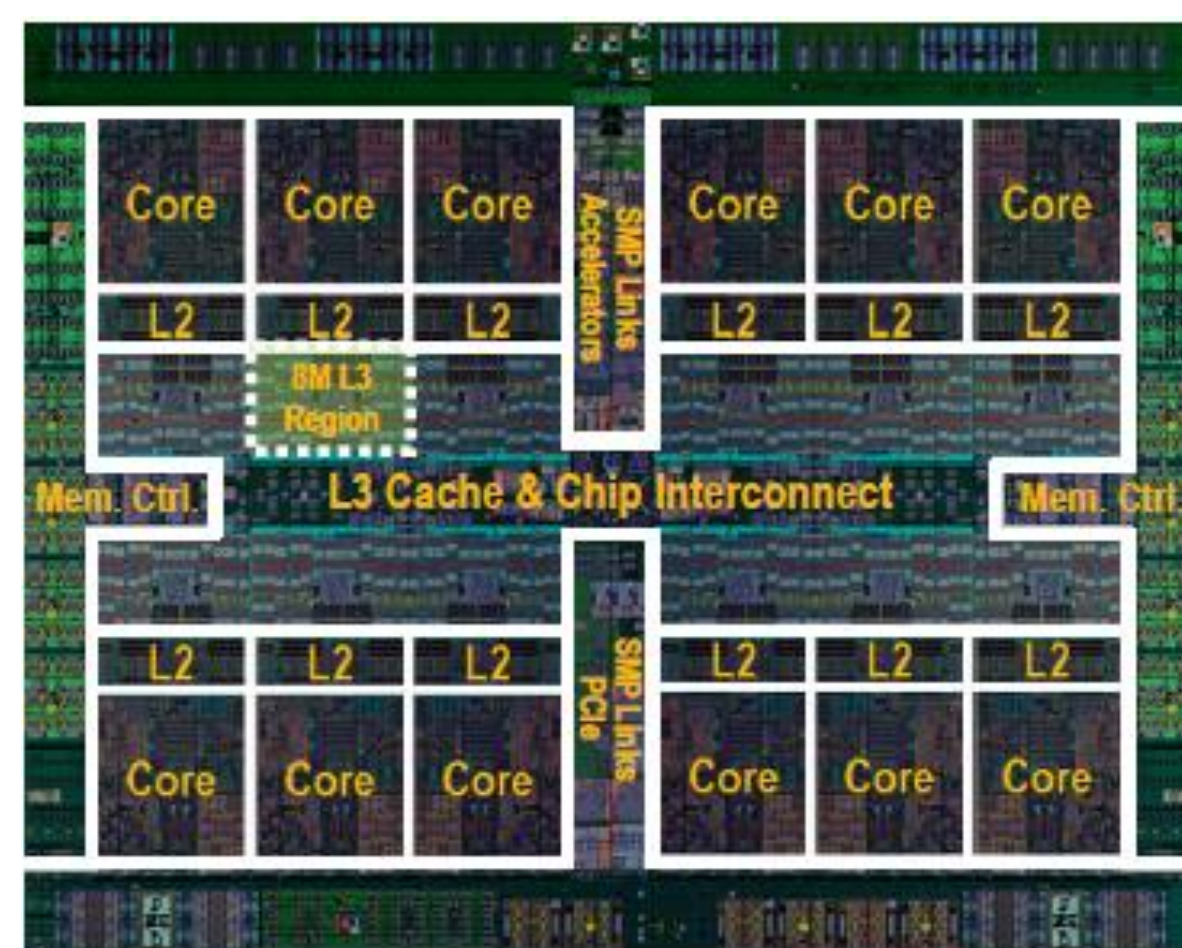 Core Core Core Core Core Core
SMP Links
Accelerators
L2 L2 L2 L2 L2 L2
8M L3
Region
Mem. Ctrl. L3 Cache & Chip Interconnect Mem. Ctrl.
L2 L2 L2 L2 L2 L2
SMP Links
PCIe
Core Core Core Core Core Core